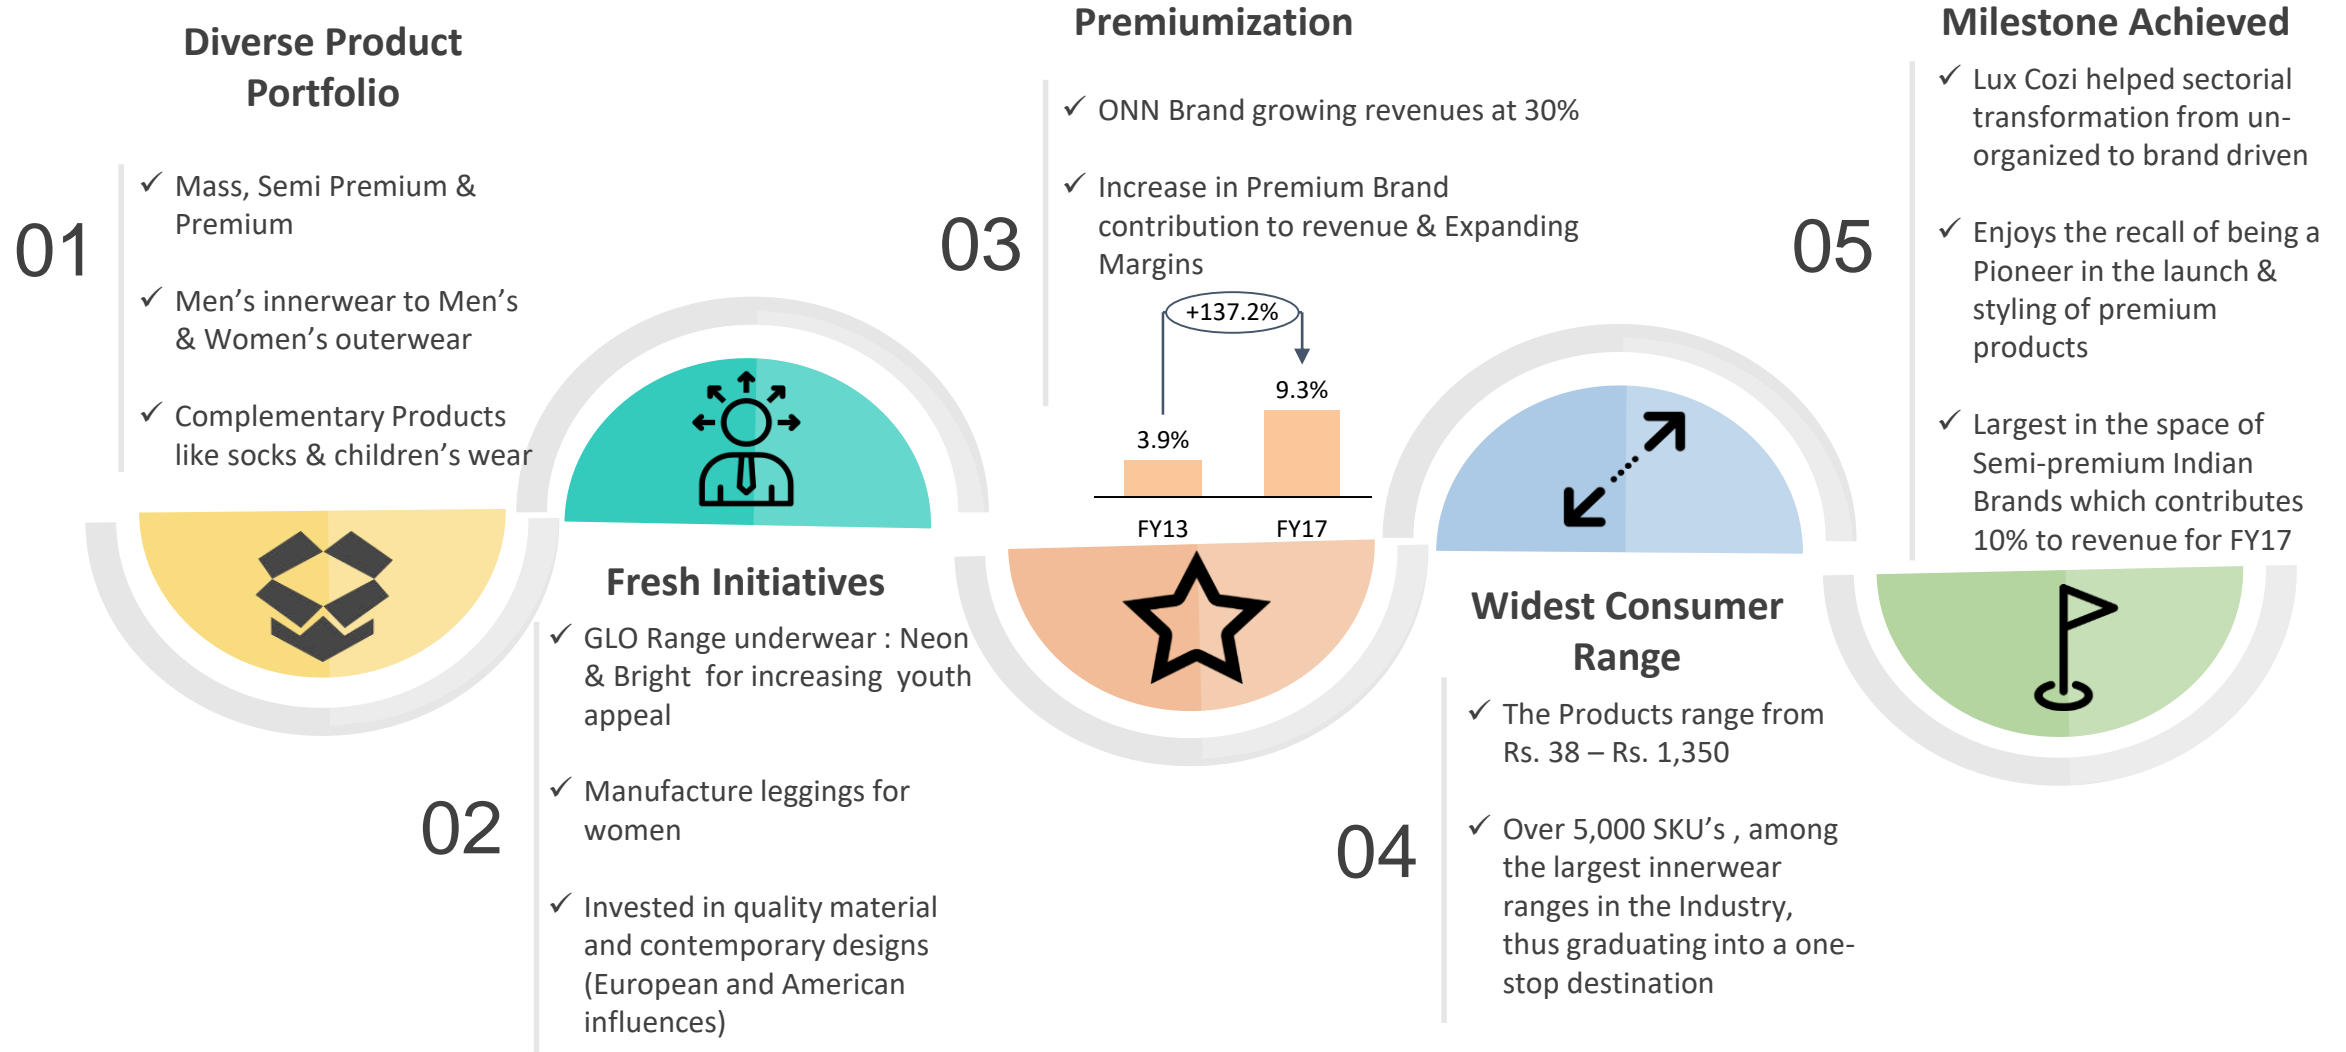 Diverse Product
Portfolio
01
✓ Mass, Semi Premium &
Premium
✓ Men’s innerwear to Men’s
& Women’s outerwear
✓ Complementary Products
like socks & children’s wear
Fresh Initiatives
02
✓ GLO Range underwear : Neon
& Bright for increasing youth
appeal
✓ Manufacture leggings for
women
✓ Invested in quality material
and contemporary designs
(European and American
influences)
Premiumization
03
✓ ONN Brand growing revenues at 30%
✓ Increase in Premium Brand
contribution to revenue & Expanding
Margins
+137.2%
9.3%
3.9%
FY13 FY17
Widest Consumer
Range
04
✓ The Products range from
Rs. 38 – Rs. 1,350
✓ Over 5,000 SKU’s , among
the largest innerwear
ranges in the Industry,
thus graduating into a one-
stop destination
Milestone Achieved
05
✓ Lux Cozi helped sectorial
transformation from un-
organized to brand driven
✓ Enjoys the recall of being a
Pioneer in the launch &
styling of premium
products
✓ Largest in the space of
Semi-premium Indian
Brands which contributes
10% to revenue for FY17